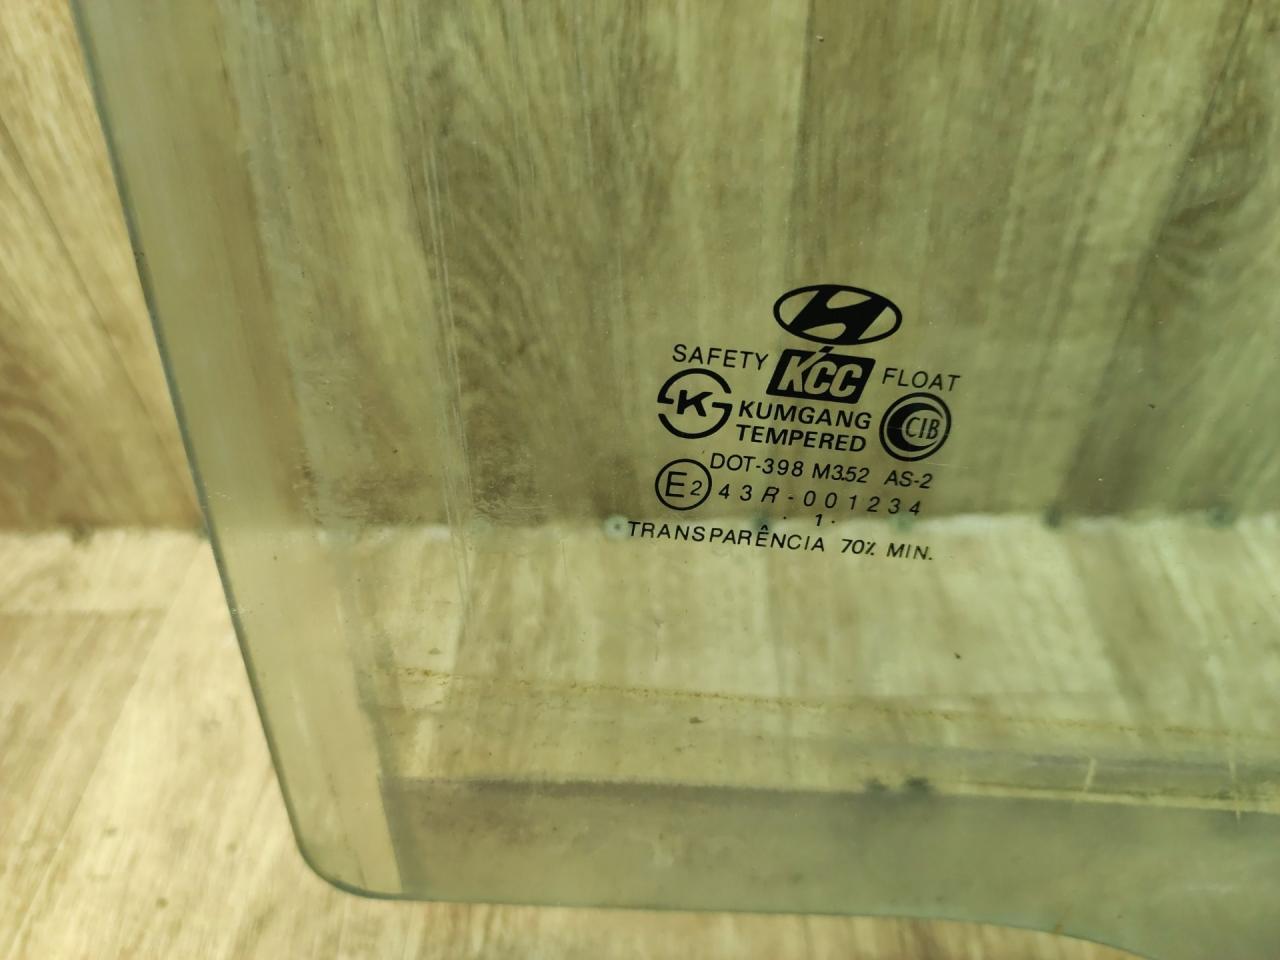 SAFETY KCC FLOAT
K KUMGANG CIB
TEMPERED
DOT-398 M352 AS-2
E2 43R-001234
· 1 ·
TRANSPARÊNCIA 70% MIN.